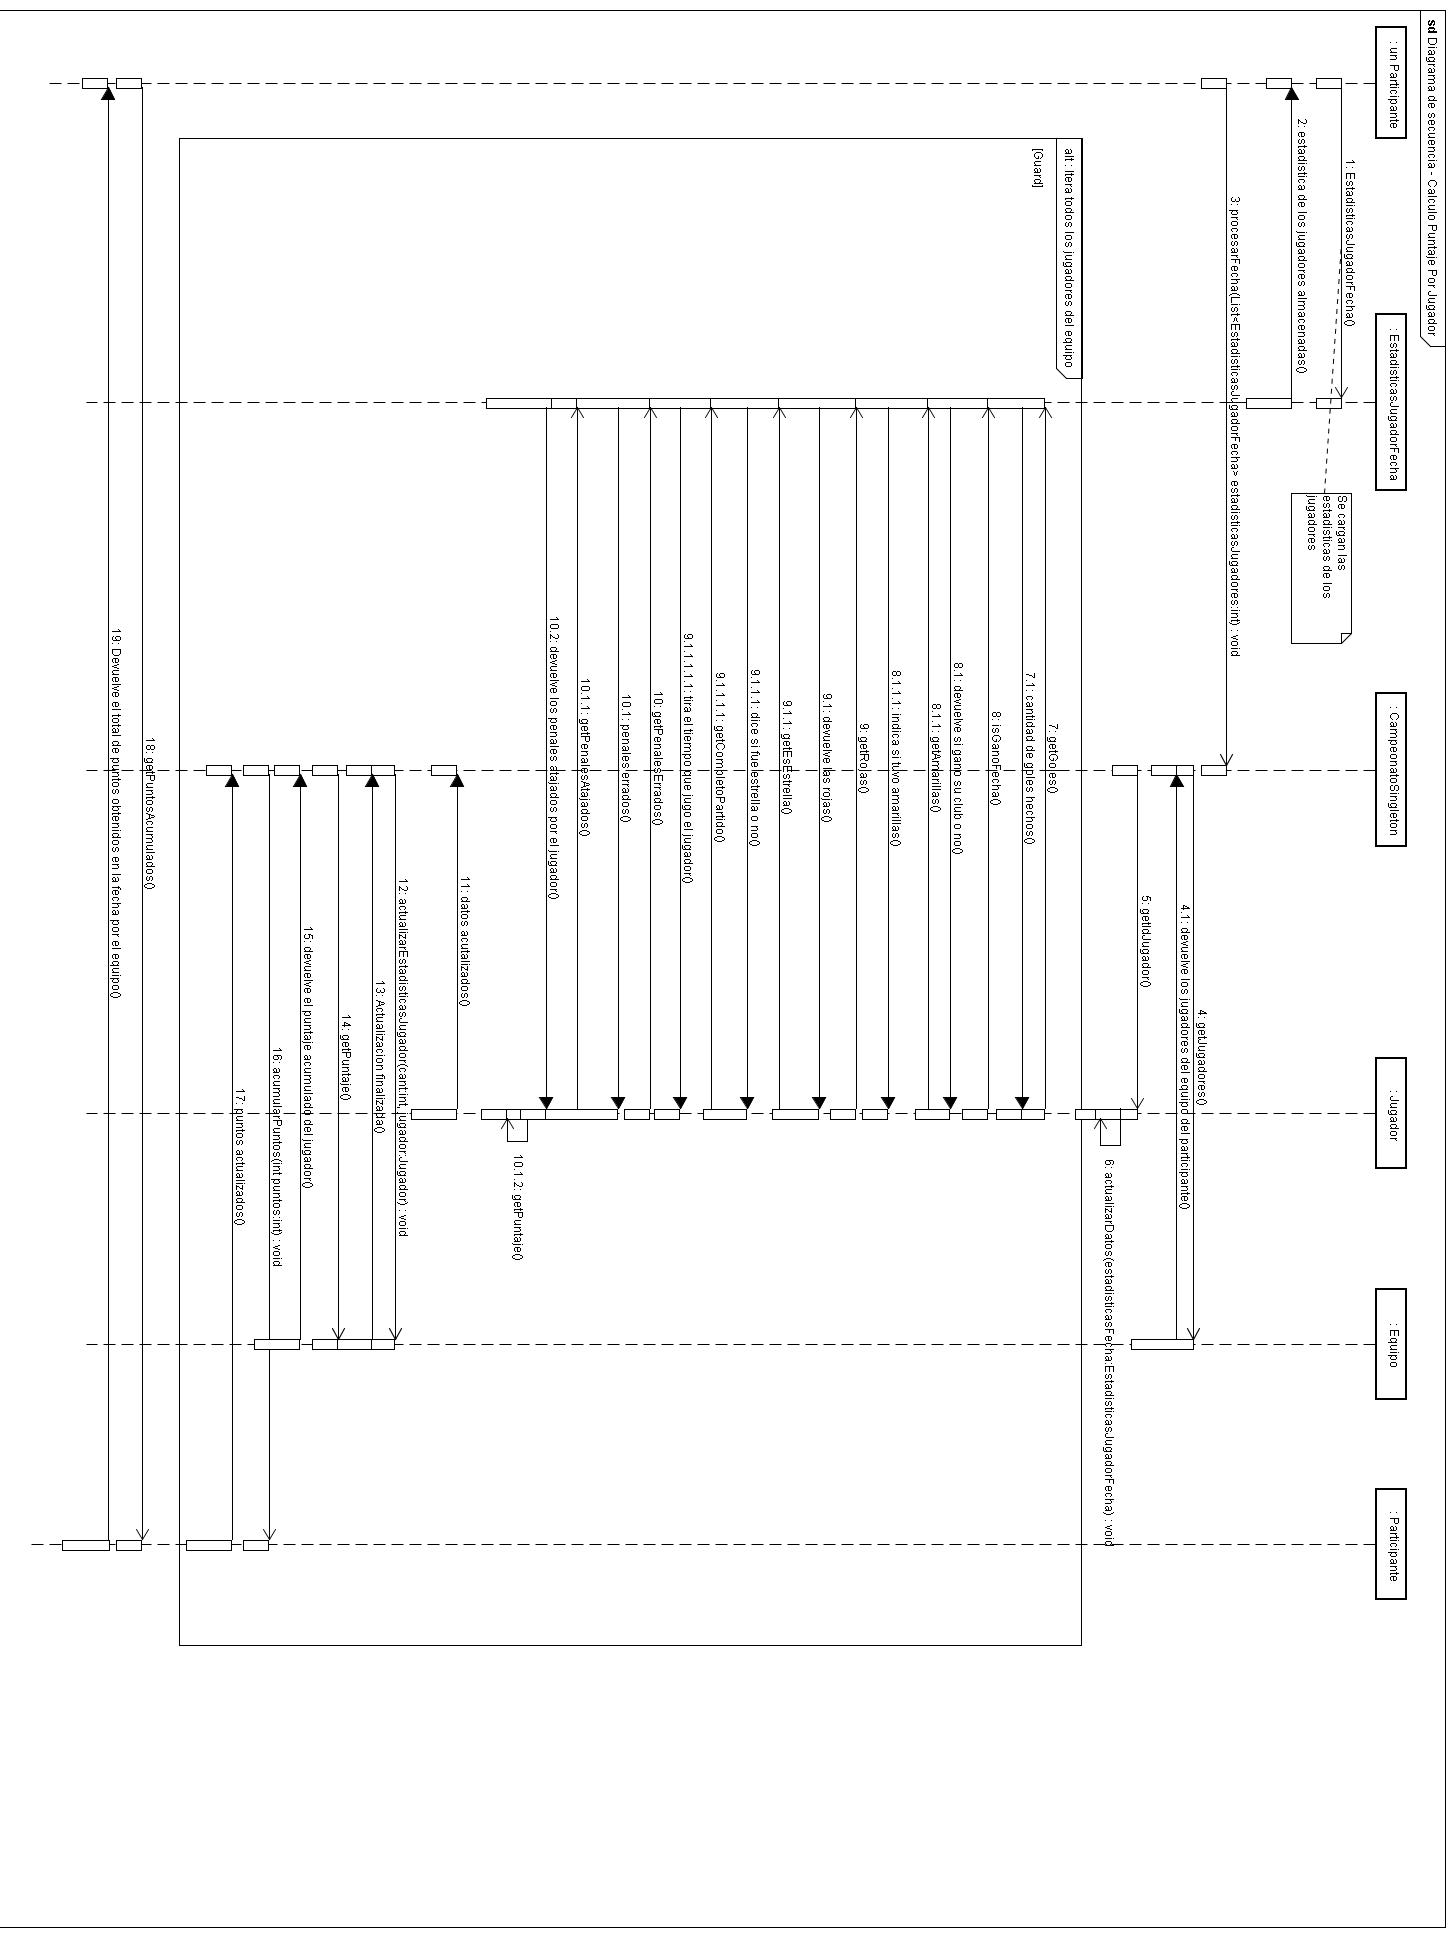 sd Diagrama de secuencia - Calculo Puntaje Por Jugador
: un Participante
: EstadisticasJugadorFecha
: CampeonatoSingleton
: Jugador
: Equipo
: Participante
1: EstadisticasJugadorFecha()
Se cargan las
estadisticas de los
jugadores
2: estadistica de los jugadores almacenadas()
3: procesarFecha(List<EstadisticasJugadorFecha> estadisticasJugadores:int) : void
4: getJugadores()
4.1: devuelve los jugadores del equipo del participante()
5: getIdJugador()
6: actualizarDatos(estadisticasFecha:EstadisticasJugadorFecha) : void
alt : Itera todos los jugadores del equipo
[Guard]
7: getGoles()
7.1: cantidad de goles hechos()
8: isGanoFecha()
8.1: devuelve si gano su club o no()
8.1.1: getAmarillas()
8.1.1.1: indica si tuvo amarillas()
9: getRojas()
9.1: devuelve las rojas()
9.1.1: getEsEstrella()
9.1.1.1: dice si fue estrella o no()
9.1.1.1.1: getCompletoPartido()
9.1.1.1.1.1: tira el tiempo que jugo el jugador()
10: getPenalesErrados()
10.1: penales errados()
10.1.1: getPenalesAtajados()
10.2: devuelve los penales atajados por el jugador()
10.1.2: getPuntaje()
11: datos acutalizados()
12: actualizarEstadisticasJugador(cant:int, jugador:Jugador) : void
13: Actualizacion finalizada()
14: getPuntaje()
15: devuelve el puntaje acumulado del jugador()
16: acumularPuntos(int puntos:int) : void
17: puntos actualizados()
18: getPuntosAcumulados()
19: Devuelve el total de puntos obtenidos en la fecha por el equipo()